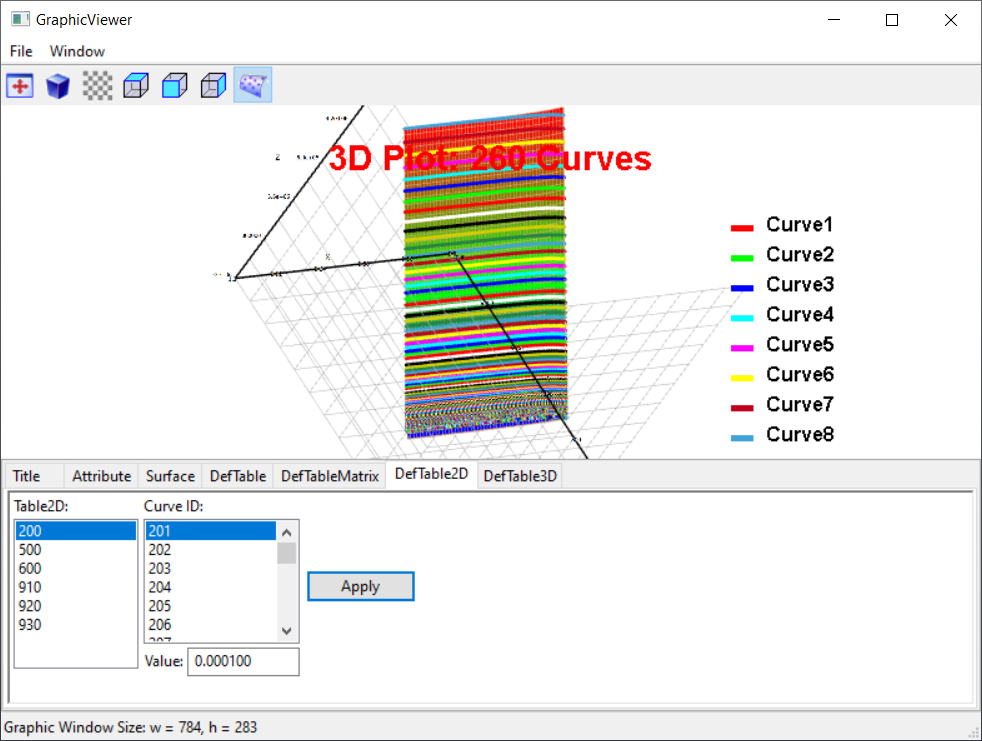 GraphicViewer
File Window
Z
3D Plot: 260 Curves
X
Curve1
Curve2
Curve3
Curve4
Curve5
Curve6
Curve7
Curve8
Title Attribute Surface DefTable DefTableMatrix DefTable2D DefTable3D
Table2D: Curve ID:
200 201
500 202
600 203
910 204
920 205
930 206
207
Apply
Value: 0.000100
Graphic Window Size: w = 784, h = 283